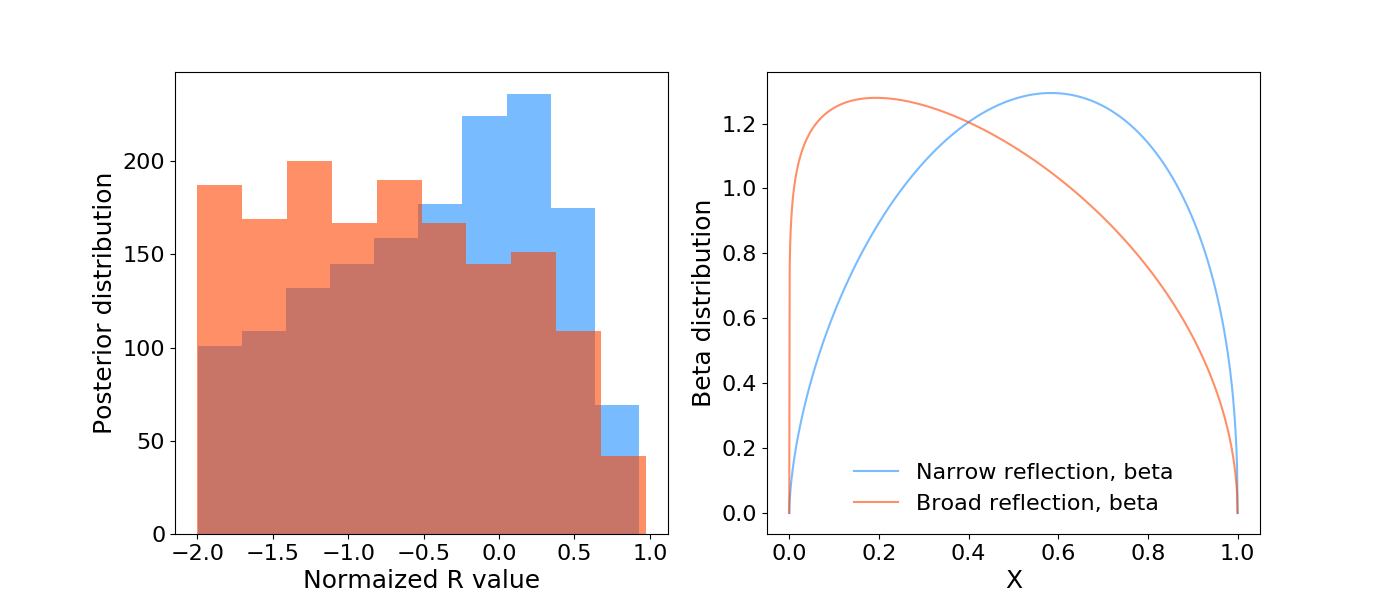 Posterior distribution
200
150
100
50
0
−2.0 −1.5 −1.0 −0.5 0.0 0.5 1.0
Normaized R value
Beta distribution
1.2
1.0
0.8
0.6
0.4
0.2
0.0
Narrow reflection, beta
Broad reflection, beta
0.0 0.2 0.4 0.6 0.8 1.0
X